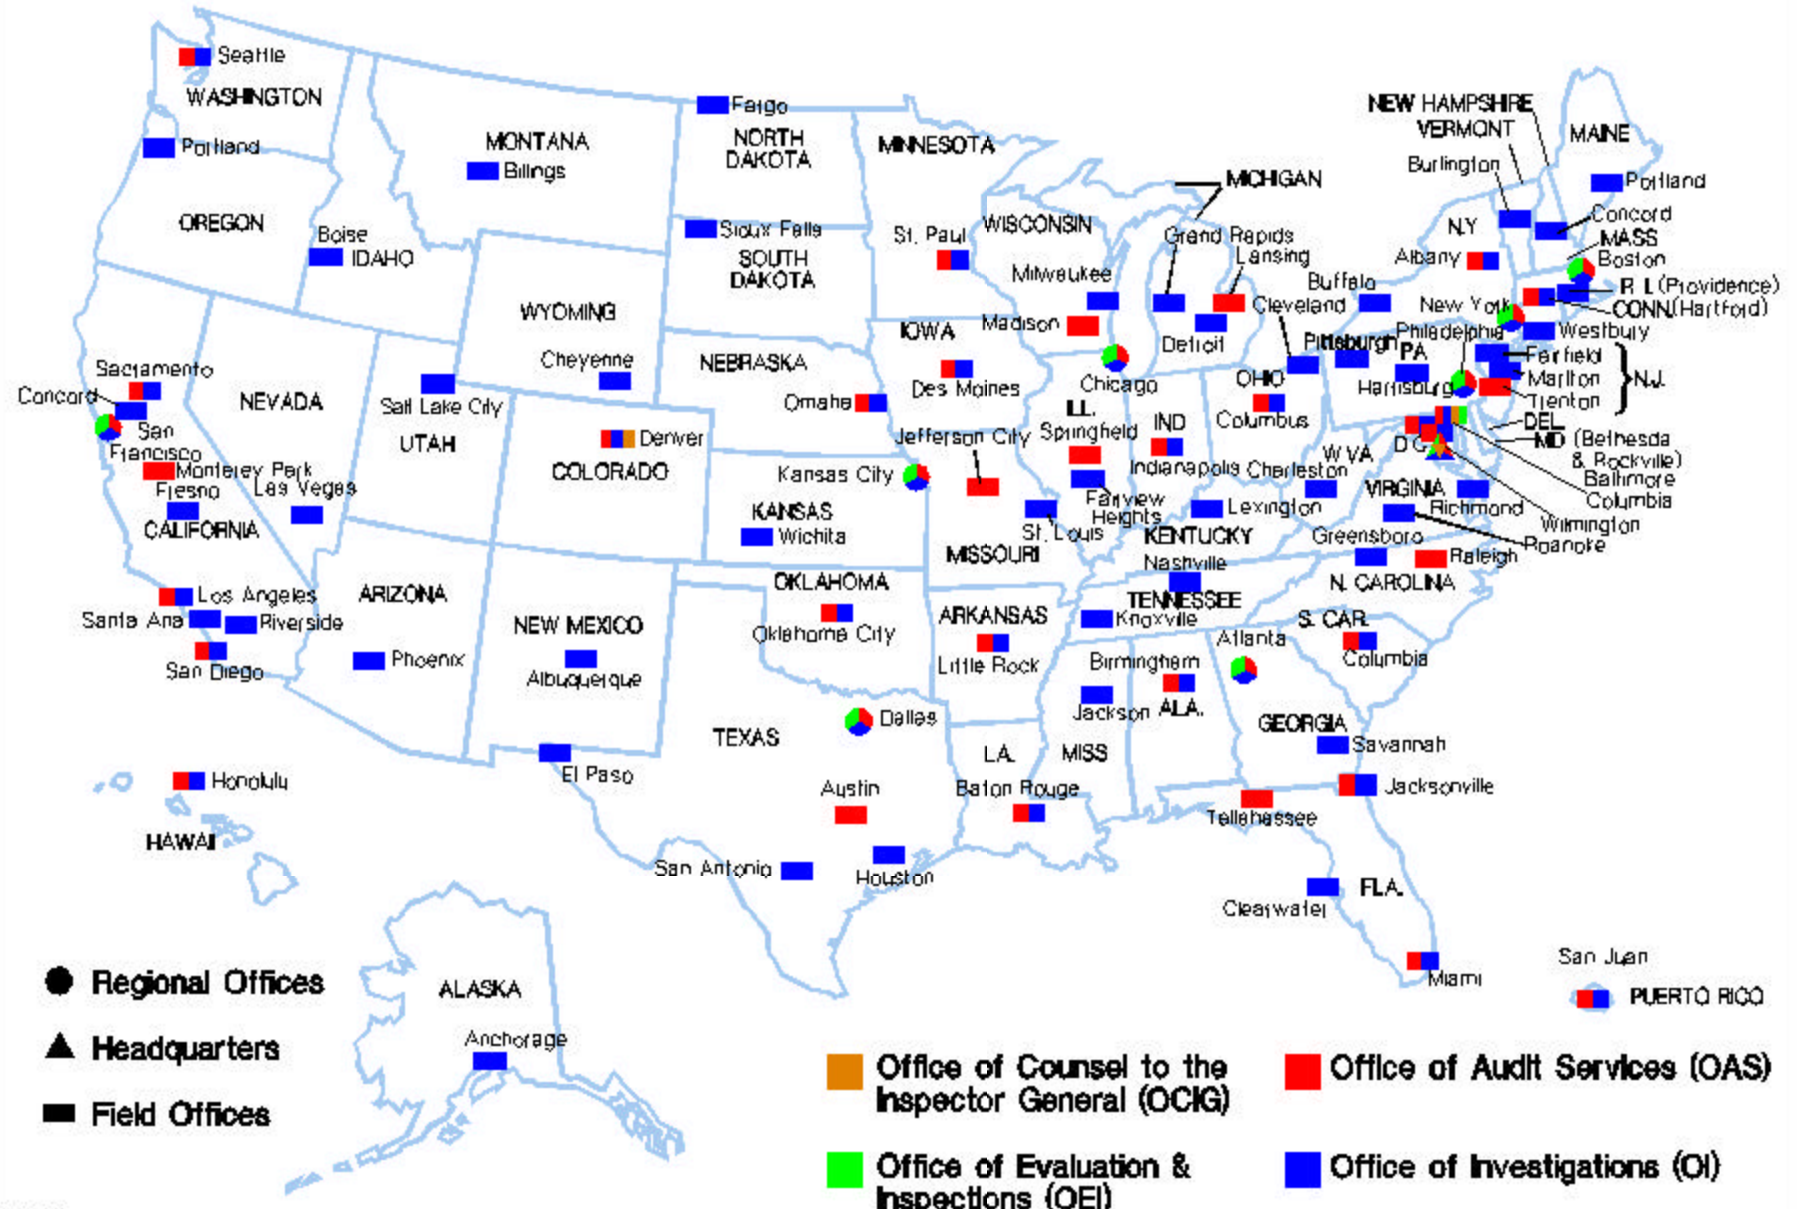 Seattle
WASHINGTON
Portland
OREGON
Boise
IDAHO
MONTANA
Billings
Fargo
NORTH
DAKOTA
Sioux Falls
SOUTH
DAKOTA
MINNESOTA
St. Paul
WISCONSIN
Milwaukee
Madison
MICHIGAN
Grand Rapids
Lansing
Detroit
NEW HAMPSHIRE
VERMONT
Burlington
MAINE
Portland
Concord
MASS
Boston
R I. (Providence)
CONN. (Hartford)
N.Y
Albany
Buffalo
New York
Westbury
Cleveland
Pittsburgh
Philadelphia
PA
Harrisburg
Fairfield
Marlton
Trenton
N.J.
DEL
MD (Bethesda
& Rockville)
Baltimore
Columbia
Wilmington
D C
WYOMING
Cheyenne
NEBRASKA
Omaha
IOWA
Des Moines
Chicago
ILL.
Springfield
Fairview
Heights
IND
Indianapolis
OHIO
Columbus
W VA
Charleston
VIRGINIA
Richmond
Roanoke
Sacramento
Concord
San
Francisco
Monterey Park
Fresno
CALIFORNIA
Las Vegas
NEVADA
Salt Lake City
UTAH
Denver
COLORADO
Kansas City
KANSAS
Wichita
Jefferson City
St. Louis
MISSOURI
Lexington
KENTUCKY
Nashville
TENNESSEE
Knoxville
Greensboro
Raleigh
N. CAROLINA
S. CAR.
Columbia
Los Angeles
Santa Ana
Riverside
San Diego
ARIZONA
Phoenix
NEW MEXICO
Albuquerque
OKLAHOMA
Oklahoma City
ARKANSAS
Little Rock
Birmingham
ALA.
Jackson
MISS
Atlanta
GEORGIA
Savannah
Dallas
TEXAS
El Paso
Austin
San Antonio
Houston
LA.
Baton Rouge
Tallahassee
Jacksonville
FLA.
Clearwater
Miami
Honolulu
HAWAII
ALASKA
Anchorage
San Juan
PUERTO RICO
Regional Offices
Headquarters
Field Offices
Office of Counsel to the
Inspector General (OCIG)
Office of Audit Services (OAS)
Office of Evaluation &
Inspections (OEI)
Office of Investigations (OI)